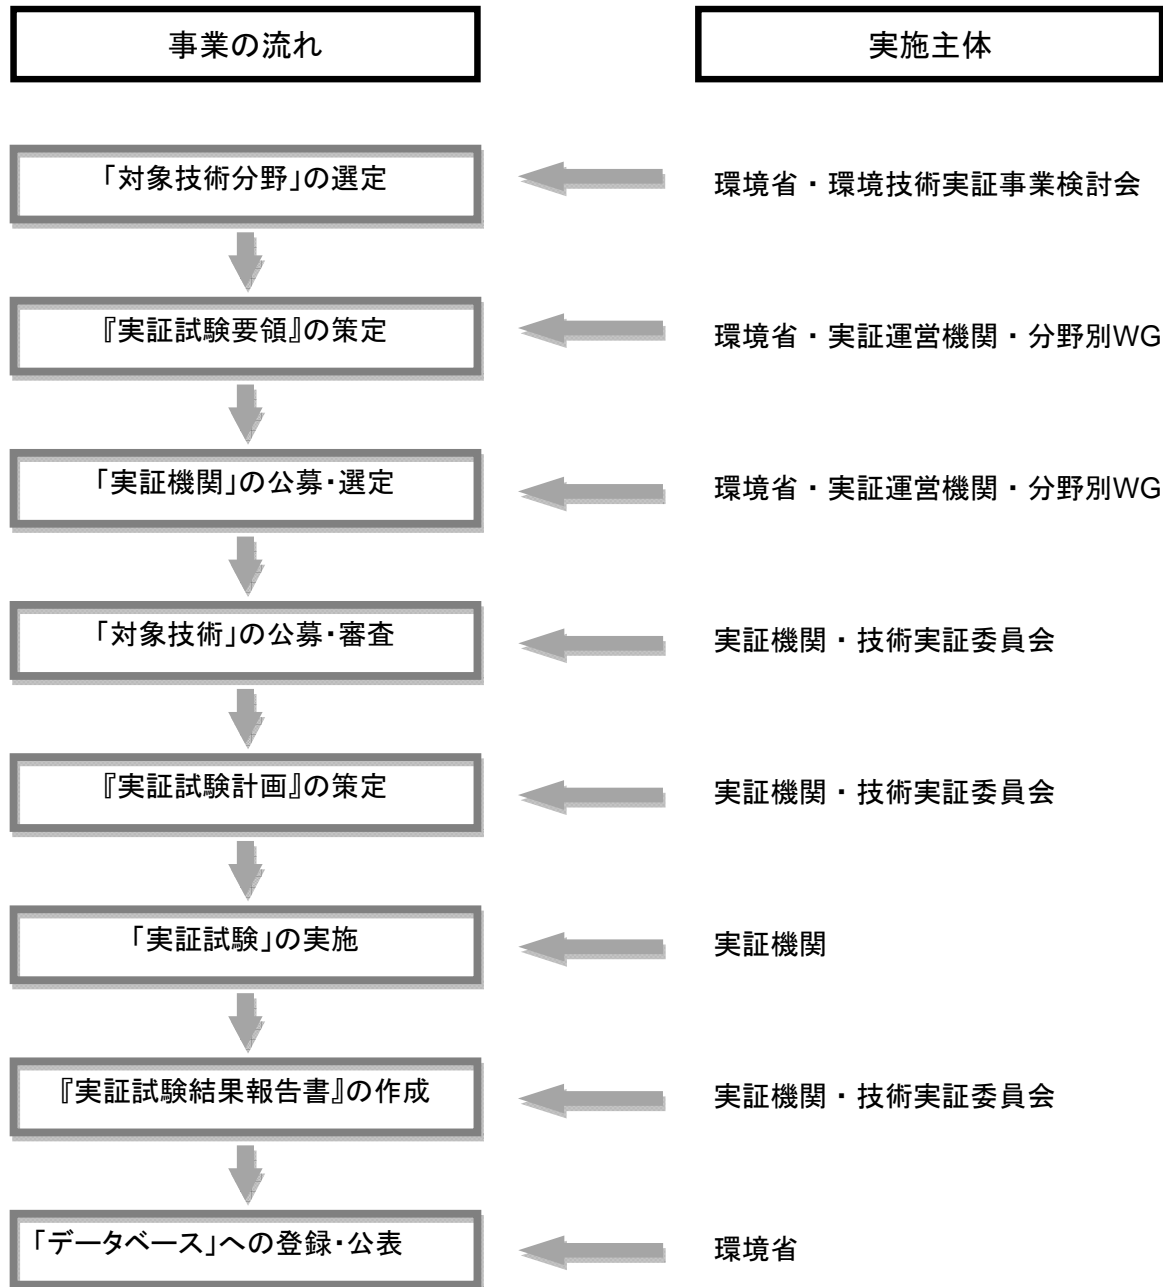 事業の流れ
実施主体
「対象技術分野」の選定
環境省・環境技術実証事業検討会
『実証試験要領』の策定
環境省・実証運営機関・分野別WG
「実証機関」の公募・選定
環境省・実証運営機関・分野別WG
「対象技術」の公募・審査
実証機関・技術実証委員会
『実証試験計画』の策定
実証機関・技術実証委員会
「実証試験」の実施
実証機関
『実証試験結果報告書』の作成
実証機関・技術実証委員会
「データベース」への登録・公表
環境省